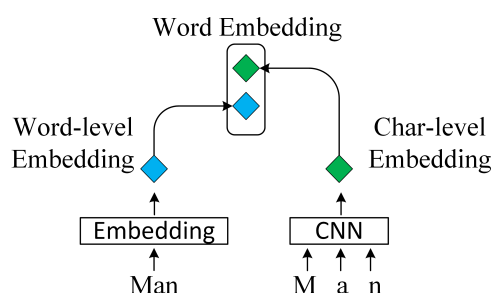 Word Embedding
Word-level
Embedding
Char-level
Embedding
Embedding
CNN
Man
M a n